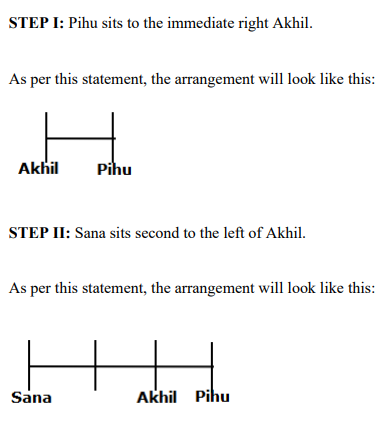 STEP I: Pihu sits to the immediate right Akhil.
As per this statement, the arrangement will look like this:
Akhil Pihu
STEP II: Sana sits second to the left of Akhil.
As per this statement, the arrangement will look like this:
Sana Akhil Pihu